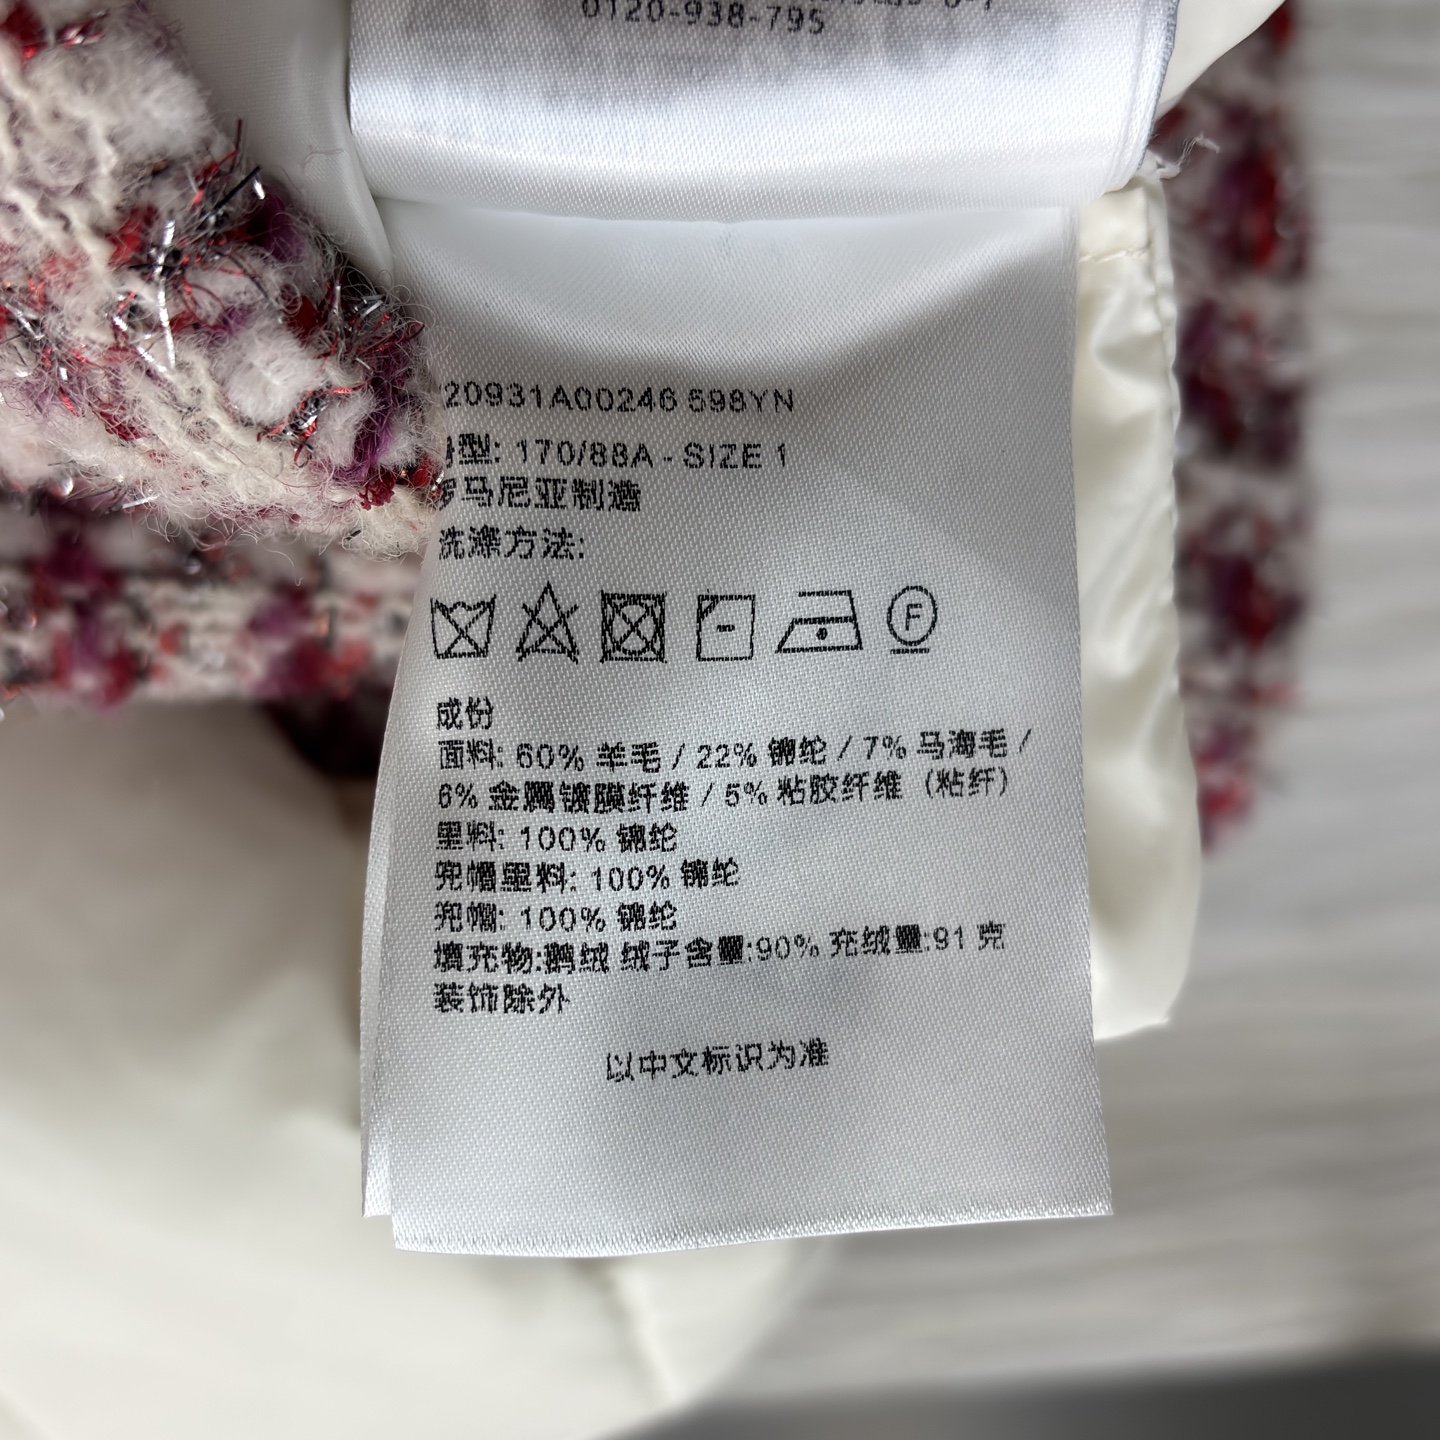 0120-938-795
20931A00246 598YN
号型: 170/88A - SIZE 1
罗马尼亚制造
洗涤方法:
F
成份
面料: 60% 羊毛 / 22% 锦纶 / 7% 马海毛 /
6% 金属镀膜纤维 / 5% 粘胶纤维（粘纤）
里料: 100% 锦纶
兜帽里料: 100% 锦纶
兜帽: 100% 锦纶
填充物:鹅绒 绒子含量:90% 充绒量:91 克
装饰除外
以中文标识为准